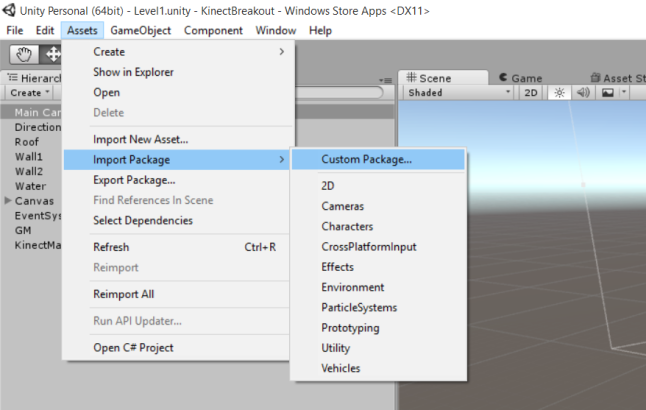 Unity Personal (64bit) - Level1.unity - KinectBreakout - Windows Store Apps <DX11>
File Edit Assets GameObject Component Window Help
Hierarc
Create
Main Car
Direction
Roof
Wall1
Wall2
Water
Canvas
EventSys
GM
KinectMa
Create
Show in Explorer
Open
Delete
Import New Asset...
Import Package
Export Package...
Find References In Scene
Select Dependencies
Refresh Ctrl+R
Reimport
Reimport All
Run API Updater...
Open C# Project
Custom Package...
2D
Cameras
Characters
CrossPlatformInput
Effects
Environment
ParticleSystems
Prototyping
Utility
Vehicles
Scene Game Asset St
Shaded 2D